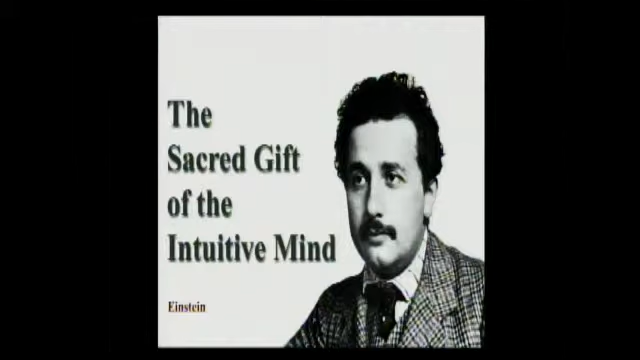 The
Sacred Gift
of the
Intuitive Mind
Einstein